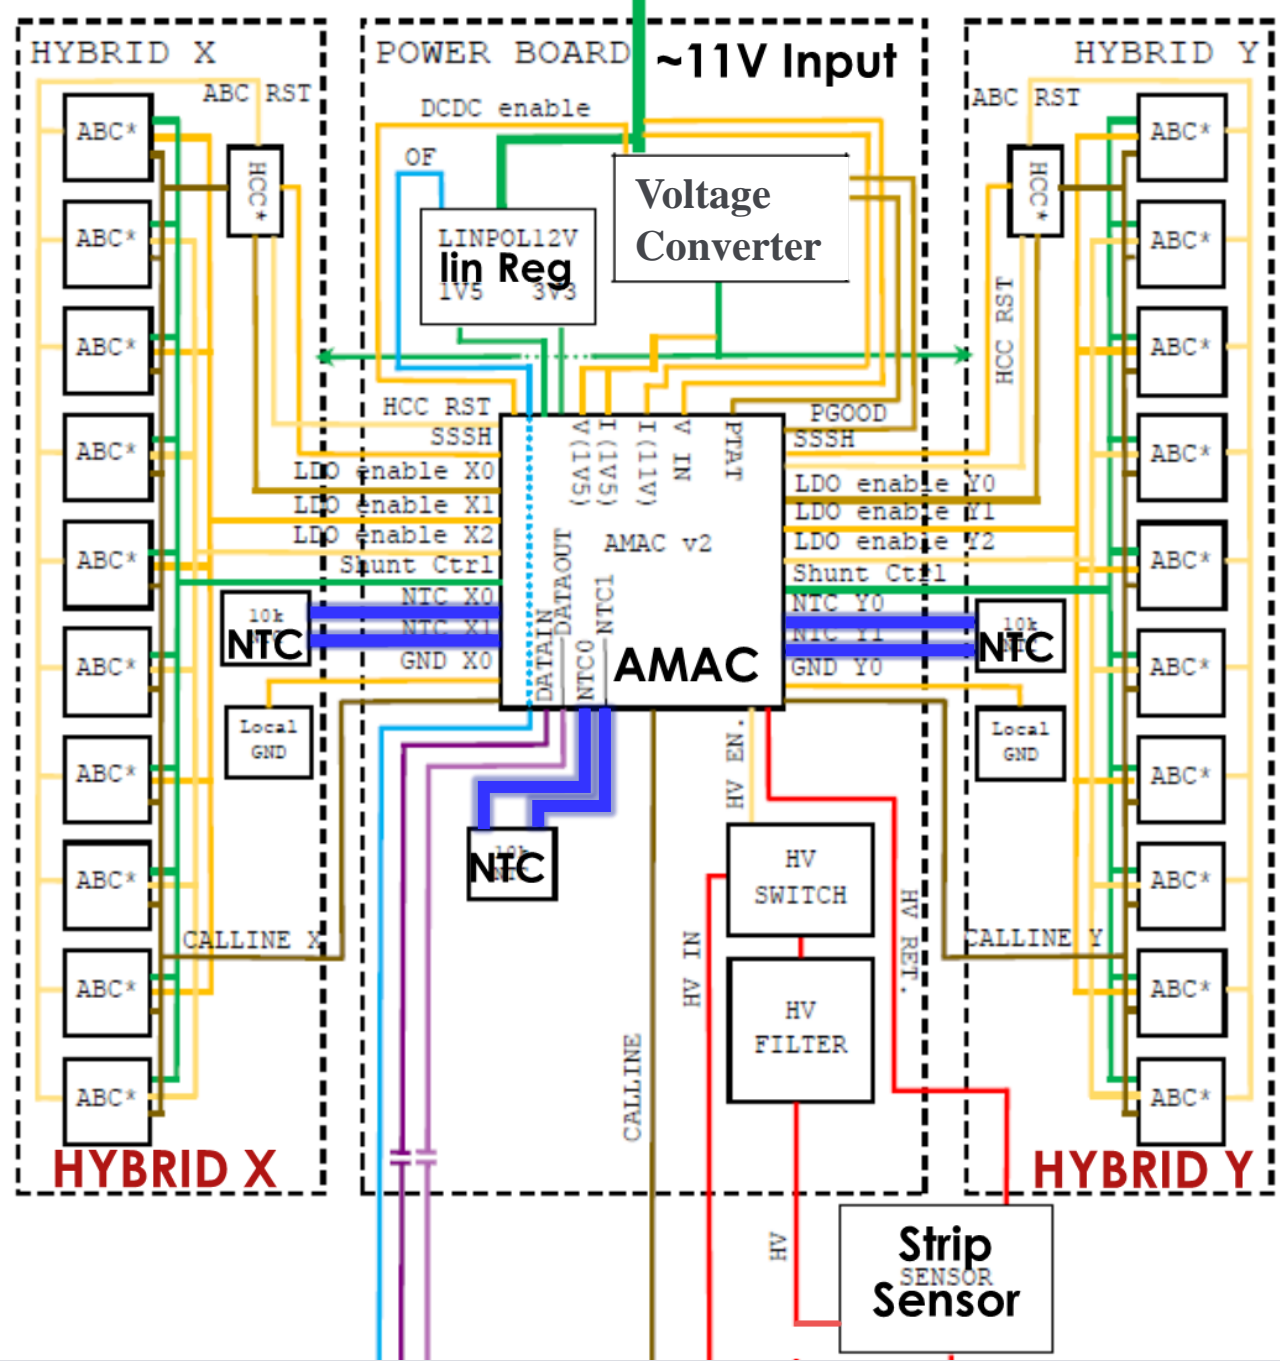 HYBRID X
POWER BOARD
~11V Input
HYBRID Y
ABC RST
DCDC enable
ABC RST
ABC*
HCC*
OF
Voltage
Converter
HCC*
ABC*
ABC*
LINPOL12V
lin Reg
1V5 3V3
ABC*
ABC*
HCC RST
ABC*
HCC RST
SSSH
LDO enable X0
LDO enable X1
LDO enable X2
Shunt Ctrl
NTC X0
NTC X1
GND X0
V(1V5)
I(1V5)
I(11V)
V IN
PTAT
AMAC v2
DATAIN
DATAOUT
NTC0
NTC1
AMAC
PGOOD
SSSH
LDO enable Y0
LDO enable Y1
LDO enable Y2
Shunt Ctrl
NTC Y0
NTC Y1
GND Y0
ABC*
ABC*
ABC*
ABC*
10k
NTC
10k
NTC
ABC*
ABC*
Local
GND
Local
GND
HV EN.
ABC*
ABC*
10k
NTC
HV
SWITCH
ABC*
ABC*
CALLINE X
HV IN
HV RET.
CALLINE Y
ABC*
ABC*
HV
FILTER
CALLINE
ABC*
ABC*
HYBRID X
HYBRID Y
HV
Strip
SENSOR
Sensor